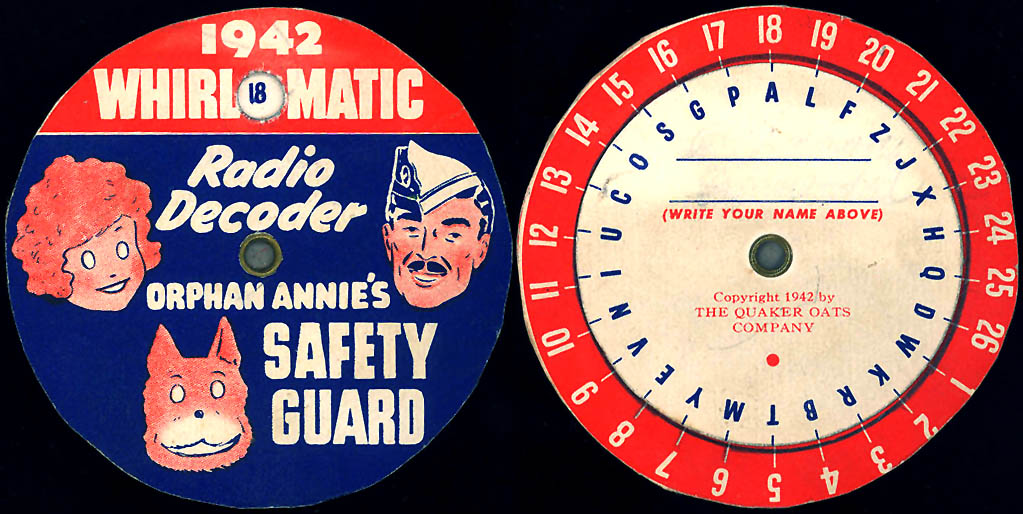 1942
WHIRL-O-MATIC
18
Radio
Decoder
ORPHAN ANNIE'S
SAFETY
GUARD
1 2 3 4 5 6 7 8 9 10 11 12 13 14 15 16 17 18 19 20 21 22 23 24 25 26
S G P A L F Z J X H Q D W K R B T M Y E V N I U C O
(WRITE YOUR NAME ABOVE)
Copyright 1942 by
THE QUAKER OATS
COMPANY